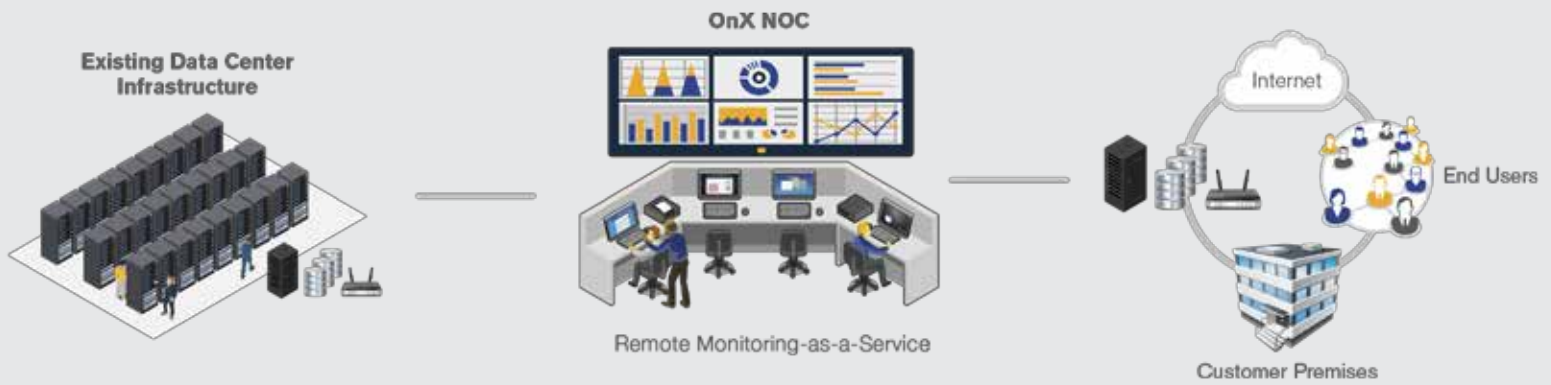 OnX NOC
Existing Data Center
Infrastructure
Internet
End Users
Remote Monitoring-as-a-Service
Customer Premises